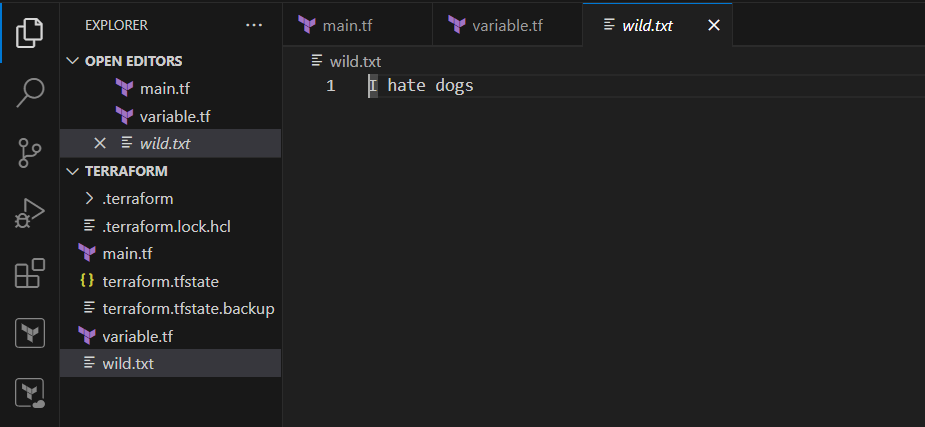 EXPLORER ...
OPEN EDITORS
main.tf
variable.tf
wild.txt
TERRAFORM
.terraform
.terraform.lock.hcl
main.tf
{} terraform.tfstate
terraform.tfstate.backup
variable.tf
wild.txt
main.tf variable.tf wild.txt
wild.txt
1 I hate dogs